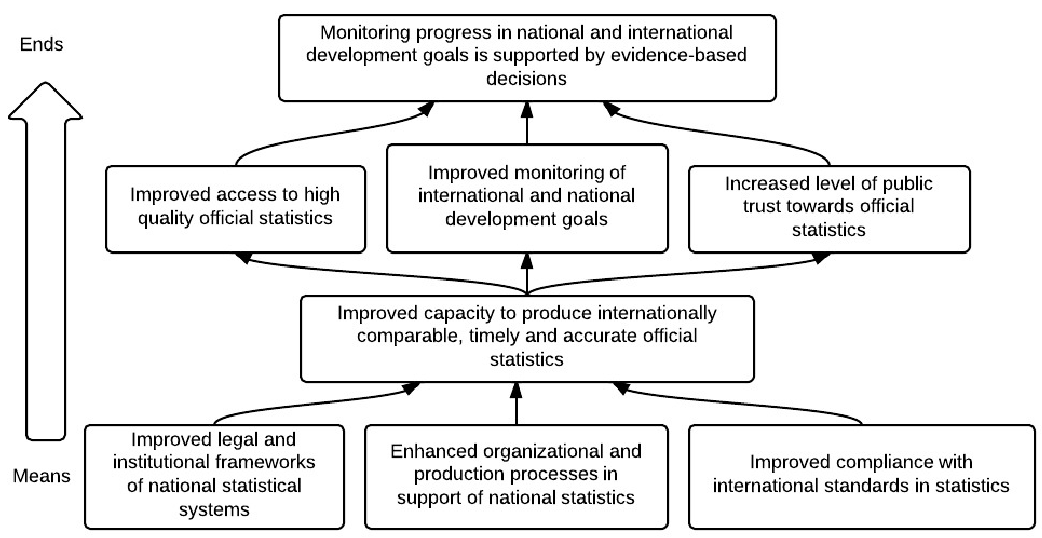 Ends
Monitoring progress in national and international
development goals is supported by evidence-based
decisions
Improved access to high
quality official statistics
Improved monitoring of
international and national
development goals
Increased level of public
trust towards official
statistics
Improved capacity to produce internationally
comparable, timely and accurate official
statistics
Means
Improved legal and
institutional frameworks
of national statistical
systems
Enhanced organizational and
production processes in
support of national statistics
Improved compliance with
international standards in statistics